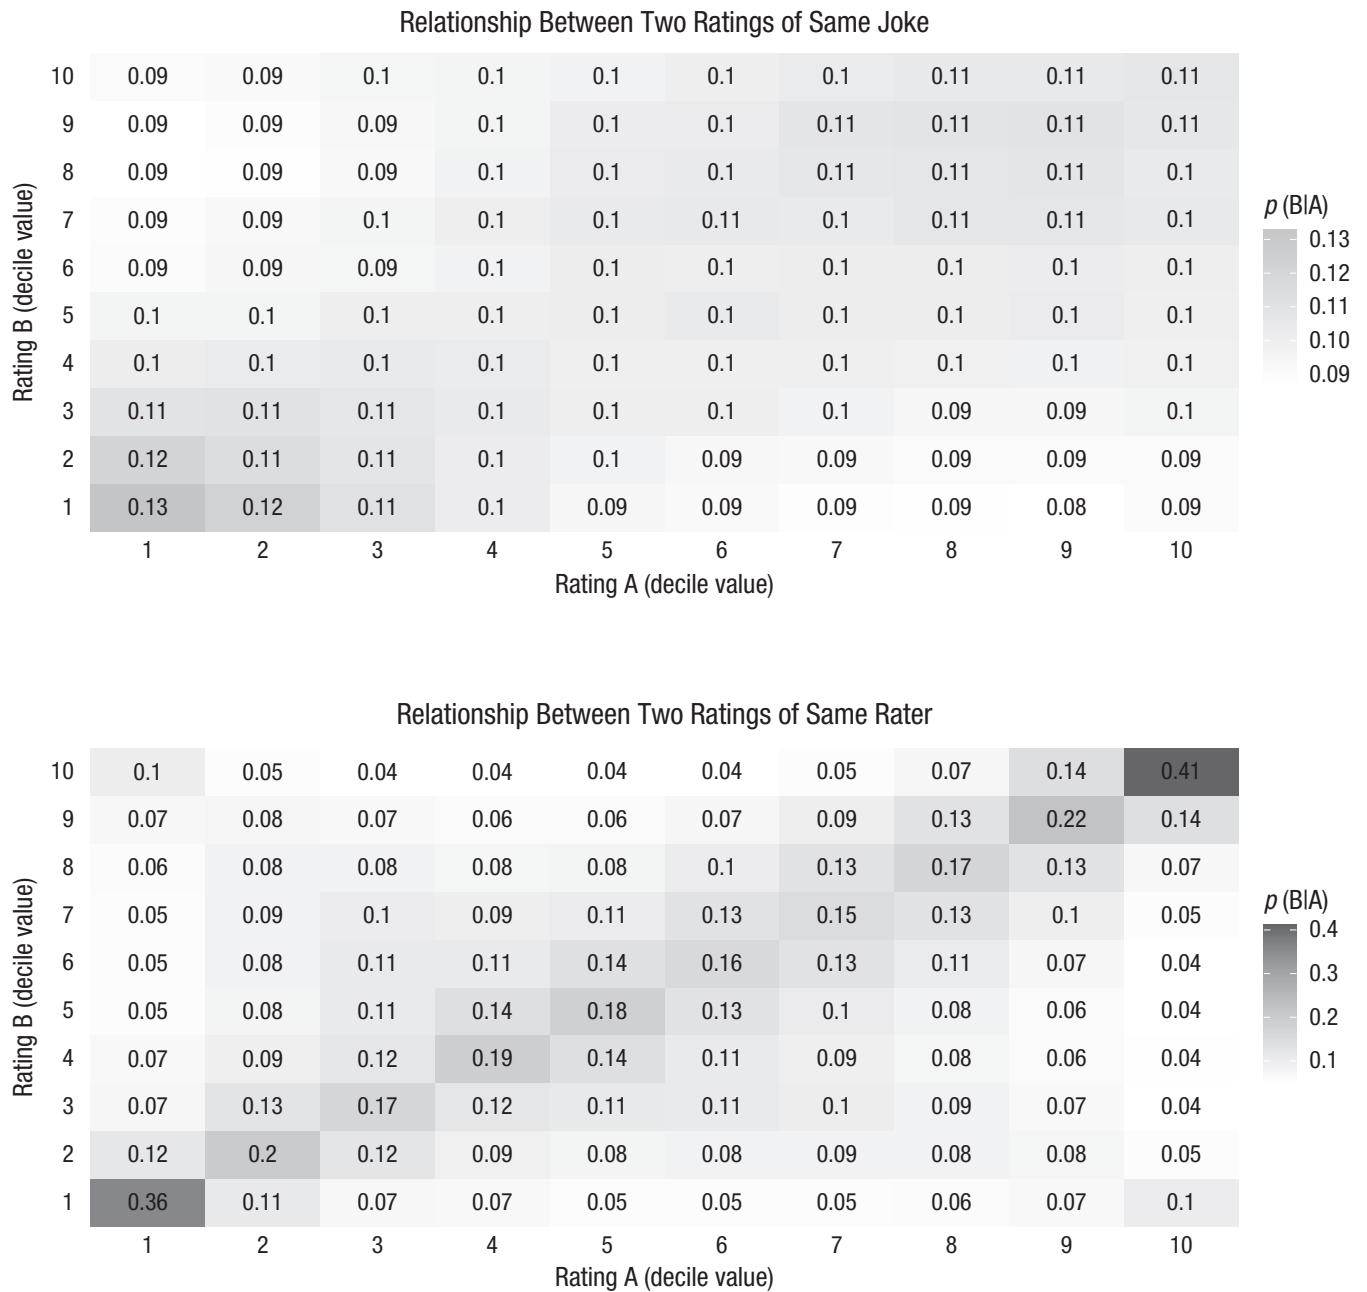 Relationship Between Two Ratings of Same Joke
10 0.09 0.09 0.1 0.1 0.1 0.1 0.1 0.11 0.11 0.11
9 0.09 0.09 0.09 0.1 0.1 0.1 0.11 0.11 0.11 0.11
8 0.09 0.09 0.09 0.1 0.1 0.1 0.11 0.11 0.11 0.1
7 0.09 0.09 0.1 0.1 0.1 0.11 0.1 0.11 0.11 0.1
6 0.09 0.09 0.09 0.1 0.1 0.1 0.1 0.1 0.1 0.1
5 0.1 0.1 0.1 0.1 0.1 0.1 0.1 0.1 0.1 0.1
4 0.1 0.1 0.1 0.1 0.1 0.1 0.1 0.1 0.1 0.1
3 0.11 0.11 0.11 0.1 0.1 0.1 0.1 0.09 0.09 0.1
2 0.12 0.11 0.11 0.1 0.1 0.09 0.09 0.09 0.09 0.09
1 0.13 0.12 0.11 0.1 0.09 0.09 0.09 0.09 0.08 0.09
1 2 3 4 5 6 7 8 9 10
Rating A (decile value)
Rating B (decile value)
p (B|A)
0.13
0.12
0.11
0.10
0.09
Relationship Between Two Ratings of Same Rater
10 0.1 0.05 0.04 0.04 0.04 0.04 0.05 0.07 0.14 0.41
9 0.07 0.08 0.07 0.06 0.06 0.07 0.09 0.13 0.22 0.14
8 0.06 0.08 0.08 0.08 0.08 0.1 0.13 0.17 0.13 0.07
7 0.05 0.09 0.1 0.09 0.11 0.13 0.15 0.13 0.1 0.05
6 0.05 0.08 0.11 0.11 0.14 0.16 0.13 0.11 0.07 0.04
5 0.05 0.08 0.11 0.14 0.18 0.13 0.1 0.08 0.06 0.04
4 0.07 0.09 0.12 0.19 0.14 0.11 0.09 0.08 0.06 0.04
3 0.07 0.13 0.17 0.12 0.11 0.11 0.1 0.09 0.07 0.04
2 0.12 0.2 0.12 0.09 0.08 0.08 0.09 0.08 0.08 0.05
1 0.36 0.11 0.07 0.07 0.05 0.05 0.05 0.06 0.07 0.1
1 2 3 4 5 6 7 8 9 10
Rating A (decile value)
Rating B (decile value)
p (B|A)
0.4
0.3
0.2
0.1